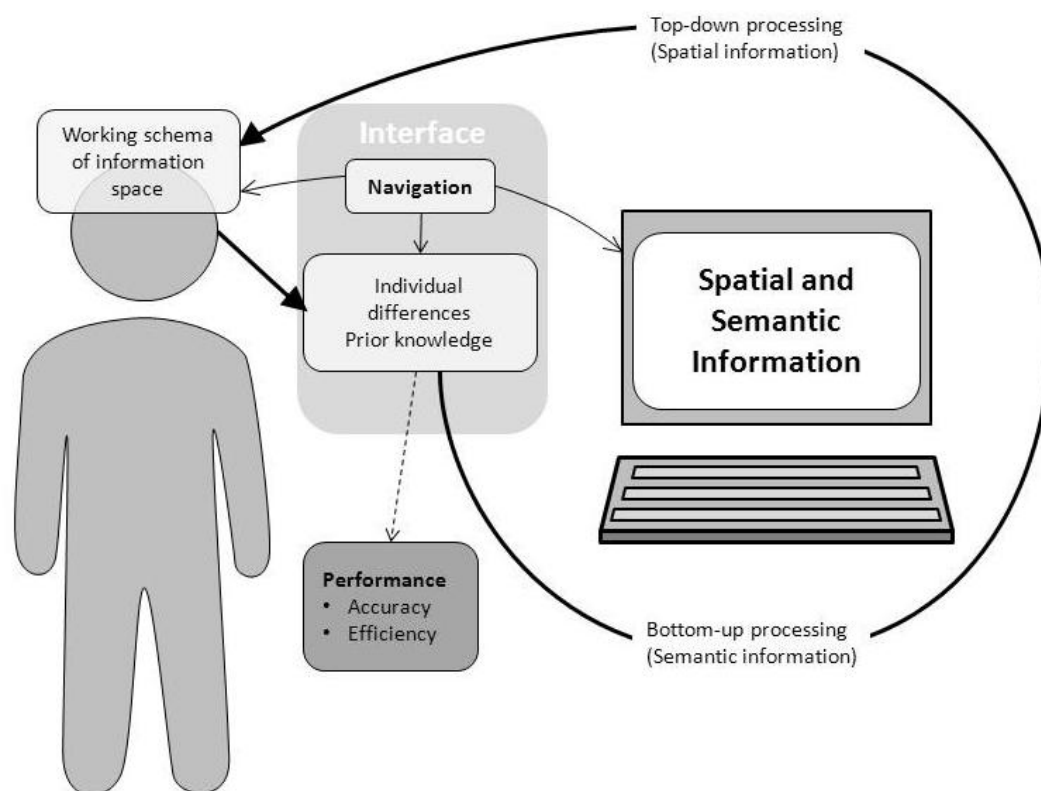 Top-down processing
(Spatial information)
Interface
Working schema
of information
space
Navigation
Individual
differences
Prior knowledge
Spatial and
Semantic
Information
Performance
• Accuracy
• Efficiency
Bottom-up processing
(Semantic information)